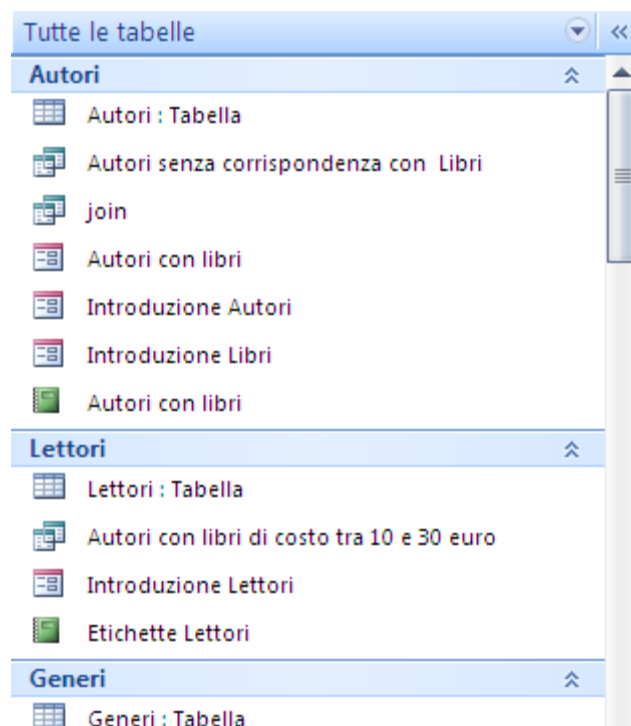 Tutte le tabelle
Autori
Autori : Tabella
Autori senza corrispondenza con Libri
join
Autori con libri
Introduzione Autori
Introduzione Libri
Autori con libri
Lettori
Lettori : Tabella
Autori con libri di costo tra 10 e 30 euro
Introduzione Lettori
Etichette Lettori
Generi
Generi : Tabella